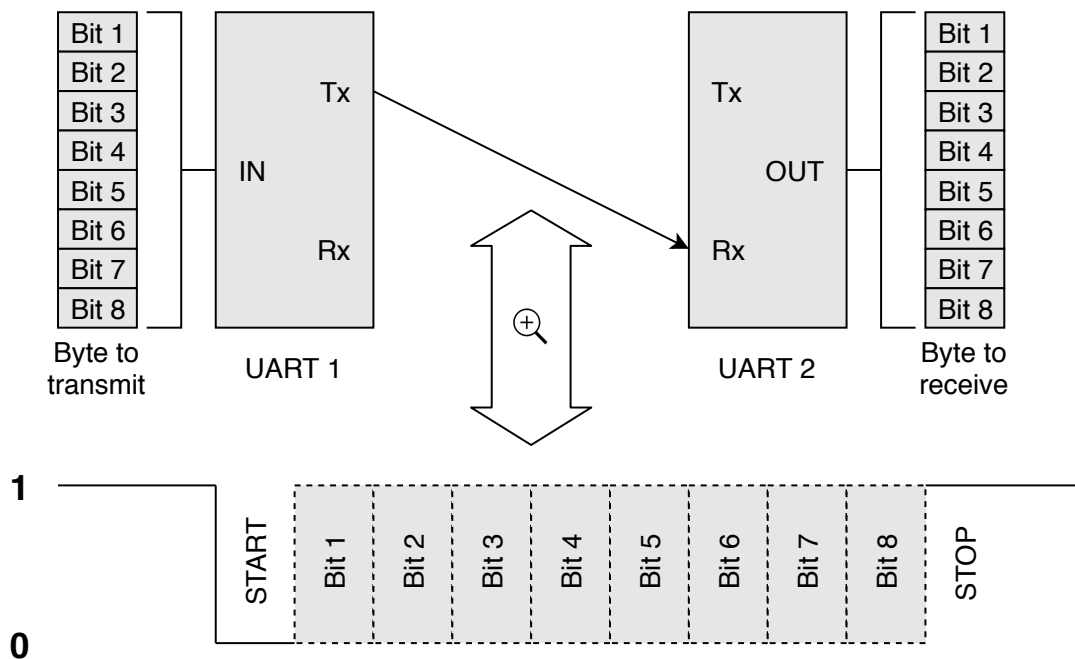 Bit 1
Bit 2
Bit 3
Bit 4
Bit 5
Bit 6
Bit 7
Bit 8
Byte to
transmit
IN
Tx
Rx
UART 1
Tx
OUT
Rx
UART 2
Bit 1
Bit 2
Bit 3
Bit 4
Bit 5
Bit 6
Bit 7
Bit 8
Byte to
receive
1
0
START
Bit 1
Bit 2
Bit 3
Bit 4
Bit 5
Bit 6
Bit 7
Bit 8
STOP